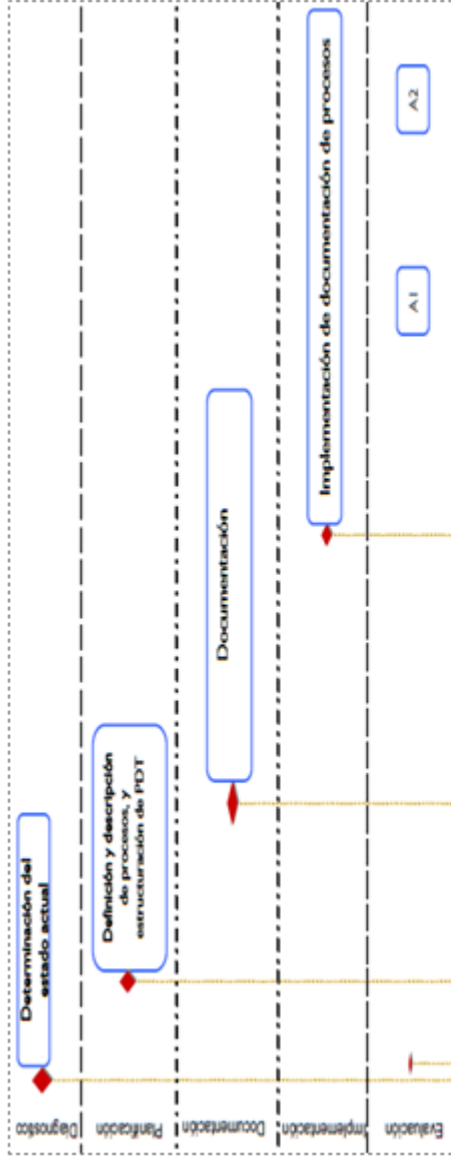 Diagnostico
Determinación del
estado actual
Planificación
Definición y descripción
de procesos, y
estructuración de PDT
Documentación
Documentación
Implementación
Implementación de documentación de procesos
Evaluación
A1
A2